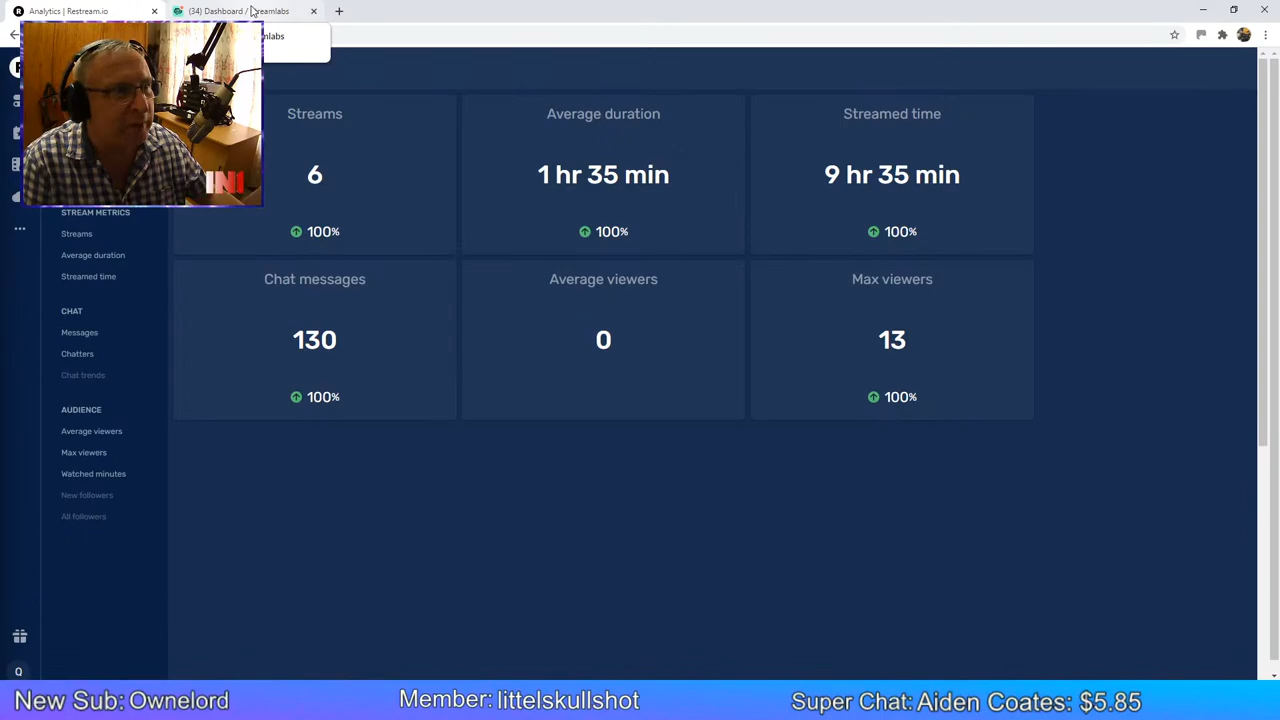 Analytics | Restream.io
(34) Dashboard / Streamlabs
Streams
Average duration
Streamed time
6
1 hr 35 min
9 hr 35 min
100%
100%
100%
Chat messages
Average viewers
Max viewers
130
0
13
100%
100%
STREAM METRICS
Streams
Average duration
Streamed time
CHAT
Messages
Chatters
Chat trends
AUDIENCE
Average viewers
Max viewers
Watched minutes
New followers
All followers
IN1
Q
New Sub: Ownelord
Member: littelskullshot
Super Chat: Aiden Coates: $5.85